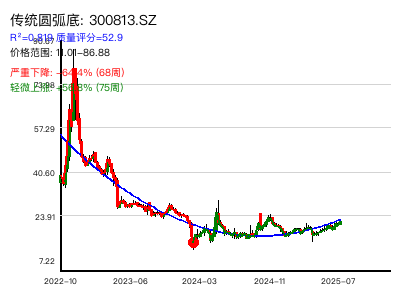 传统圆弧底: 300813.SZ
R²=0.819 质量评分=52.9
价格范围: 11.01-86.88
严重下降: -64.4% (68周)
轻微上涨: +56.8% (75周)
73.98
57.29
40.60
23.91
7.22
2022-10
2023-06
2024-03
2024-11
2025-07